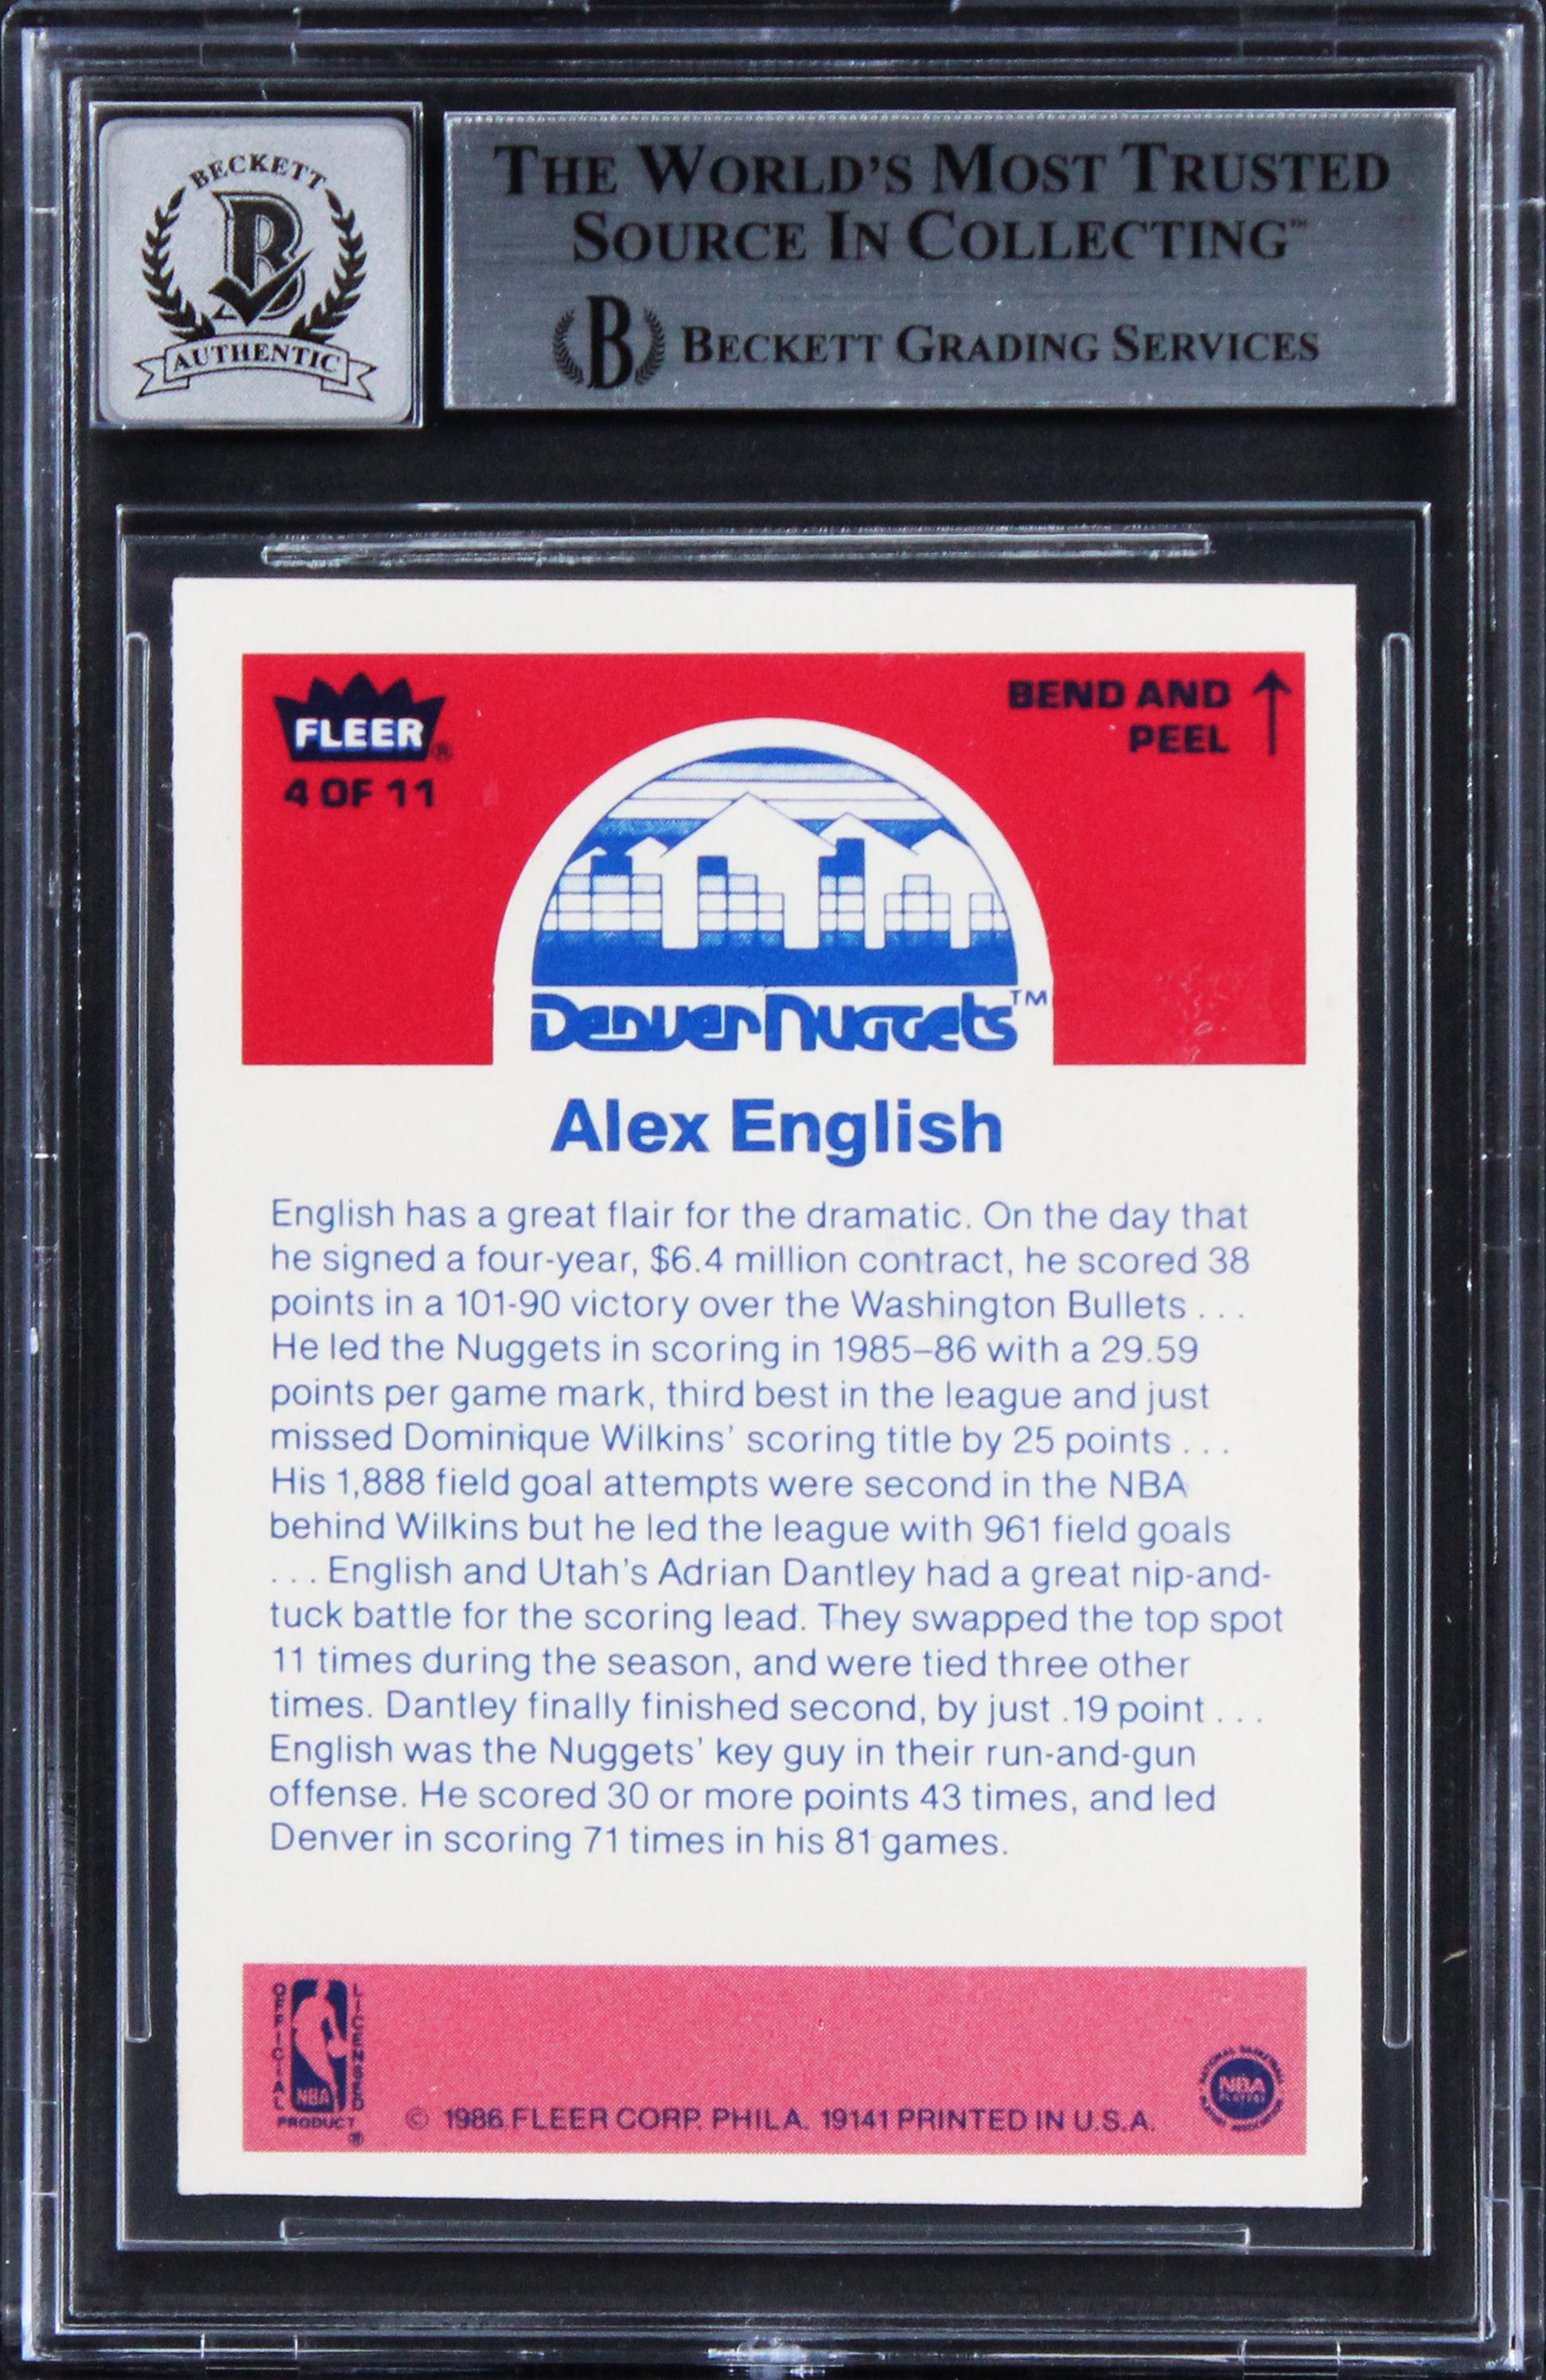 BECKETT
B
AUTHENTIC
THE WORLD'S MOST TRUSTED
SOURCE IN COLLECTING™
B BECKETT GRADING SERVICES
FLEER®
4 OF 11
BEND AND
PEEL
Denver Nuggets™
Alex English
English has a great flair for the dramatic. On the day that
he signed a four-year, $6.4 million contract, he scored 38
points in a 101-90 victory over the Washington Bullets . . .
He led the Nuggets in scoring in 1985–86 with a 29.59
points per game mark, third best in the league and just
missed Dominique Wilkins' scoring title by 25 points . . .
His 1,888 field goal attempts were second in the NBA
behind Wilkins but he led the league with 961 field goals
. . . English and Utah's Adrian Dantley had a great nip-and-
tuck battle for the scoring lead. They swapped the top spot
11 times during the season, and were tied three other
times. Dantley finally finished second, by just .19 point . . .
English was the Nuggets' key guy in their run-and-gun
offense. He scored 30 or more points 43 times, and led
Denver in scoring 71 times in his 81 games.
OFFICIAL
LICENSED
NBA
PRODUCT
®
© 1986 FLEER CORP. PHILA. 19141 PRINTED IN U.S.A.
NATIONAL BASKETBALL
NBA
PLAYERS